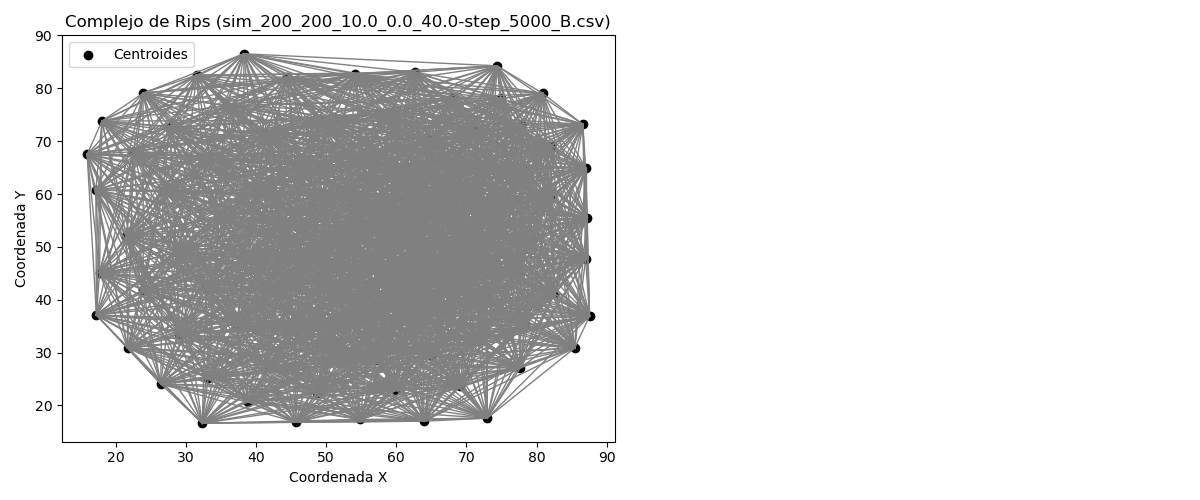 Complejo de Rips (sim_200_200_10.0_0.0_40.0-step_5000_B.csv)
Centroides
90
80
70
60
50
40
30
20
Coordenada Y
20 30 40 50 60 70 80 90
Coordenada X